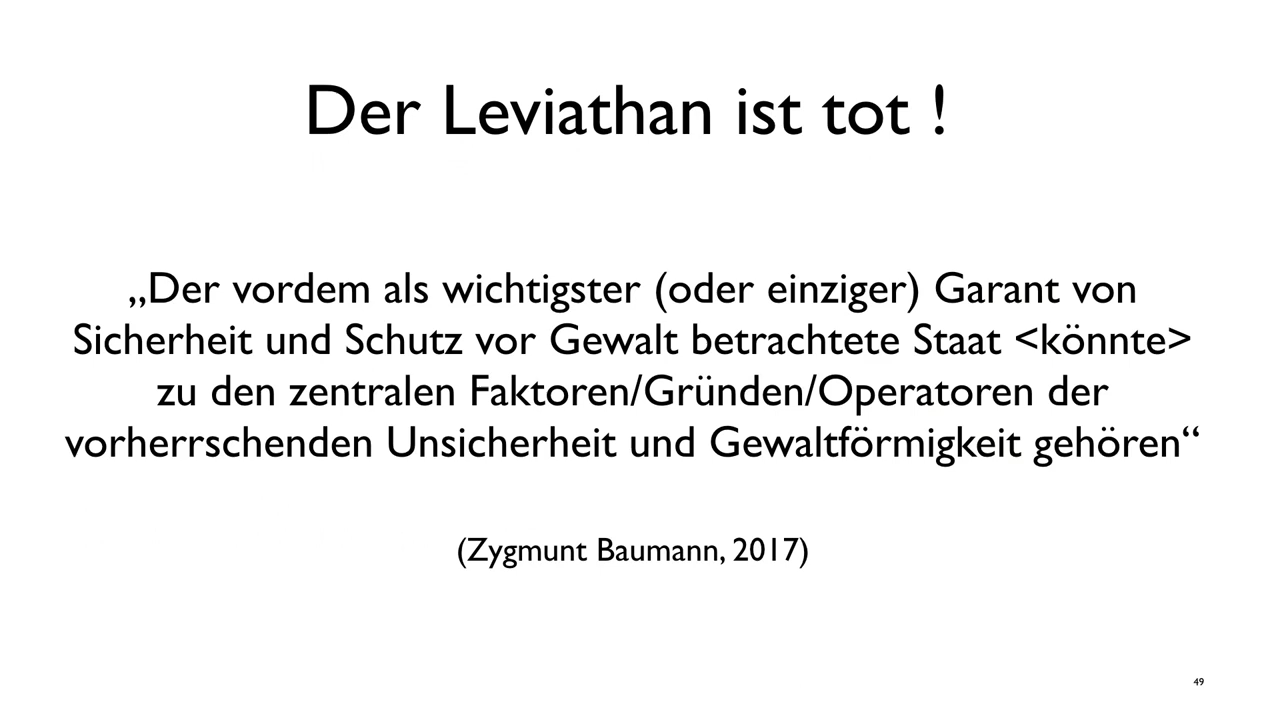 Der Leviathan ist tot !
„Der vordem als wichtigster (oder einziger) Garant von
Sicherheit und Schutz vor Gewalt betrachtete Staat <könnte>
zu den zentralen Faktoren/Gründen/Operatoren der
vorherrschenden Unsicherheit und Gewaltförmigkeit gehören“
(Zygmunt Baumann, 2017)
49